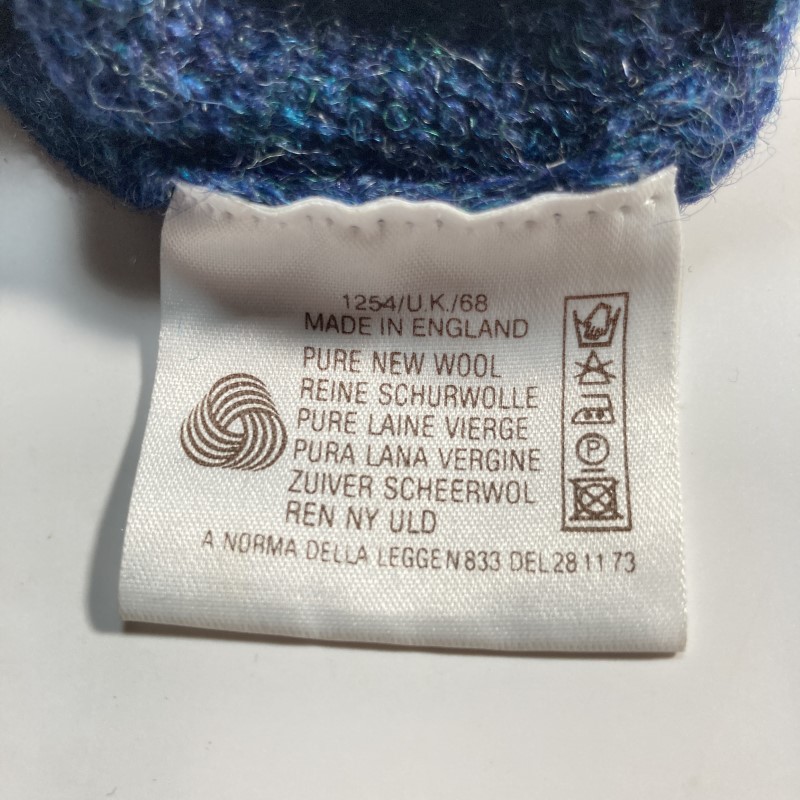 1254/U.K./68
MADE IN ENGLAND
PURE NEW WOOL
REINE SCHURWOLLE
PURE LAINE VIERGE
PURA LANA VERGINE
ZUIVER SCHEERWOL
REN NY ULD
A NORMA DELLA LEGGE N833 DEL 28 11 73
P